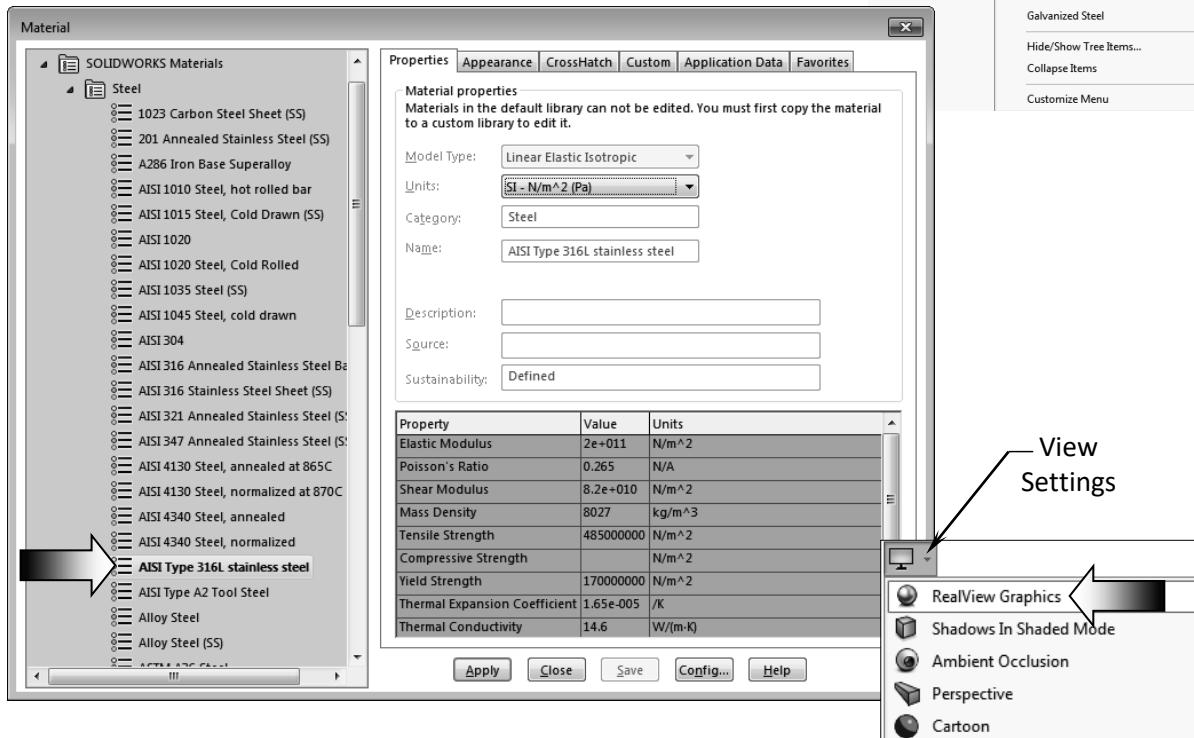 Material
SOLIDWORKS Materials
Steel
1023 Carbon Steel Sheet (SS)
201 Annealed Stainless Steel (SS)
A286 Iron Base Superalloy
AISI 1010 Steel, hot rolled bar
AISI 1015 Steel, Cold Drawn (SS)
AISI 1020
AISI 1020 Steel, Cold Rolled
AISI 1035 Steel (SS)
AISI 1045 Steel, cold drawn
AISI 304
AISI 316 Annealed Stainless Steel Ba
AISI 316 Stainless Steel Sheet (SS)
AISI 321 Annealed Stainless Steel (S
AISI 347 Annealed Stainless Steel (S
AISI 4130 Steel, annealed at 865C
AISI 4130 Steel, normalized at 870C
AISI 4340 Steel, annealed
AISI 4340 Steel, normalized
AISI Type 316L stainless steel
AISI Type A2 Tool Steel
Alloy Steel
Alloy Steel (SS)
Properties Appearance CrossHatch Custom Application Data Favorites
Material properties
Materials in the default library can not be edited. You must first copy the material
to a custom library to edit it.
Model Type: Linear Elastic Isotropic
Units: SI - N/m^2 (Pa)
Category: Steel
Name: AISI Type 316L stainless steel
Description:
Source:
Sustainability: Defined
Property Value Units
Elastic Modulus 2e+011 N/m^2
Poisson's Ratio 0.265 N/A
Shear Modulus 8.2e+010 N/m^2
Mass Density 8027 kg/m^3
Tensile Strength 485000000 N/m^2
Compressive Strength N/m^2
Yield Strength 170000000 N/m^2
Thermal Expansion Coefficient 1.65e-005 /K
Thermal Conductivity 14.6 W/(m·K)
Apply Close Save Config... Help
Galvanized Steel
Hide/Show Tree Items...
Collapse Items
Customize Menu
View
Settings
RealView Graphics
Shadows In Shaded Mode
Ambient Occlusion
Perspective
Cartoon